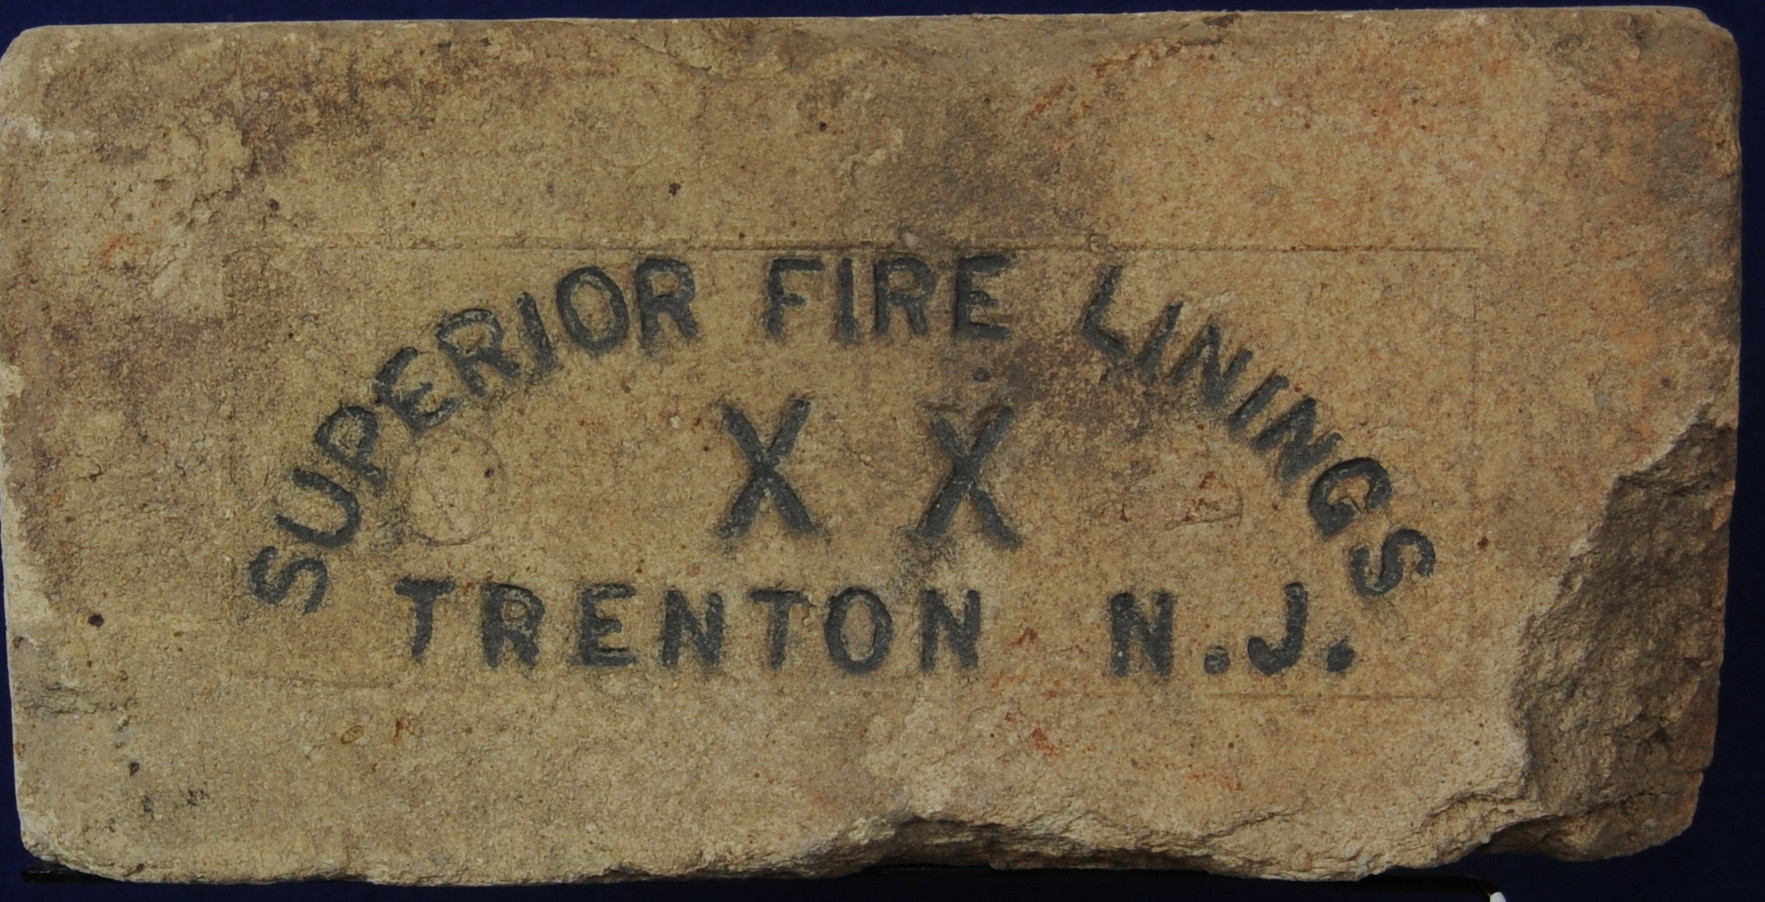 SUPERIOR FIRE LININGS
X X
TRENTON N.J.